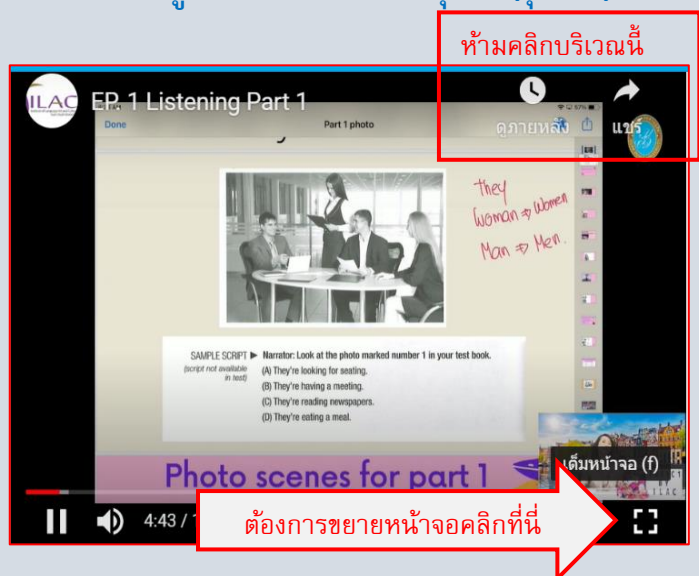 ห้ามคลิกบริเวณนี้
ILAC
EP. 1 Listening Part 1
ดูภายหลัง
แชร์
Done
Part 1 photo
67%
they
Woman ⇒ Women
Man ⇒ Men.
SAMPLE SCRIPT ▶ Narrator: Look at the photo marked number 1 in your test book.
(script not available
in test)
(A) They're looking for seating.
(B) They're having a meeting.
(C) They're reading newspapers.
(D) They're eating a meal.
Photo scenes for part 1
เต็มหน้าจอ (f)
ILAC
4:43 /
ต้องการขยายหน้าจอคลิกที่นี่